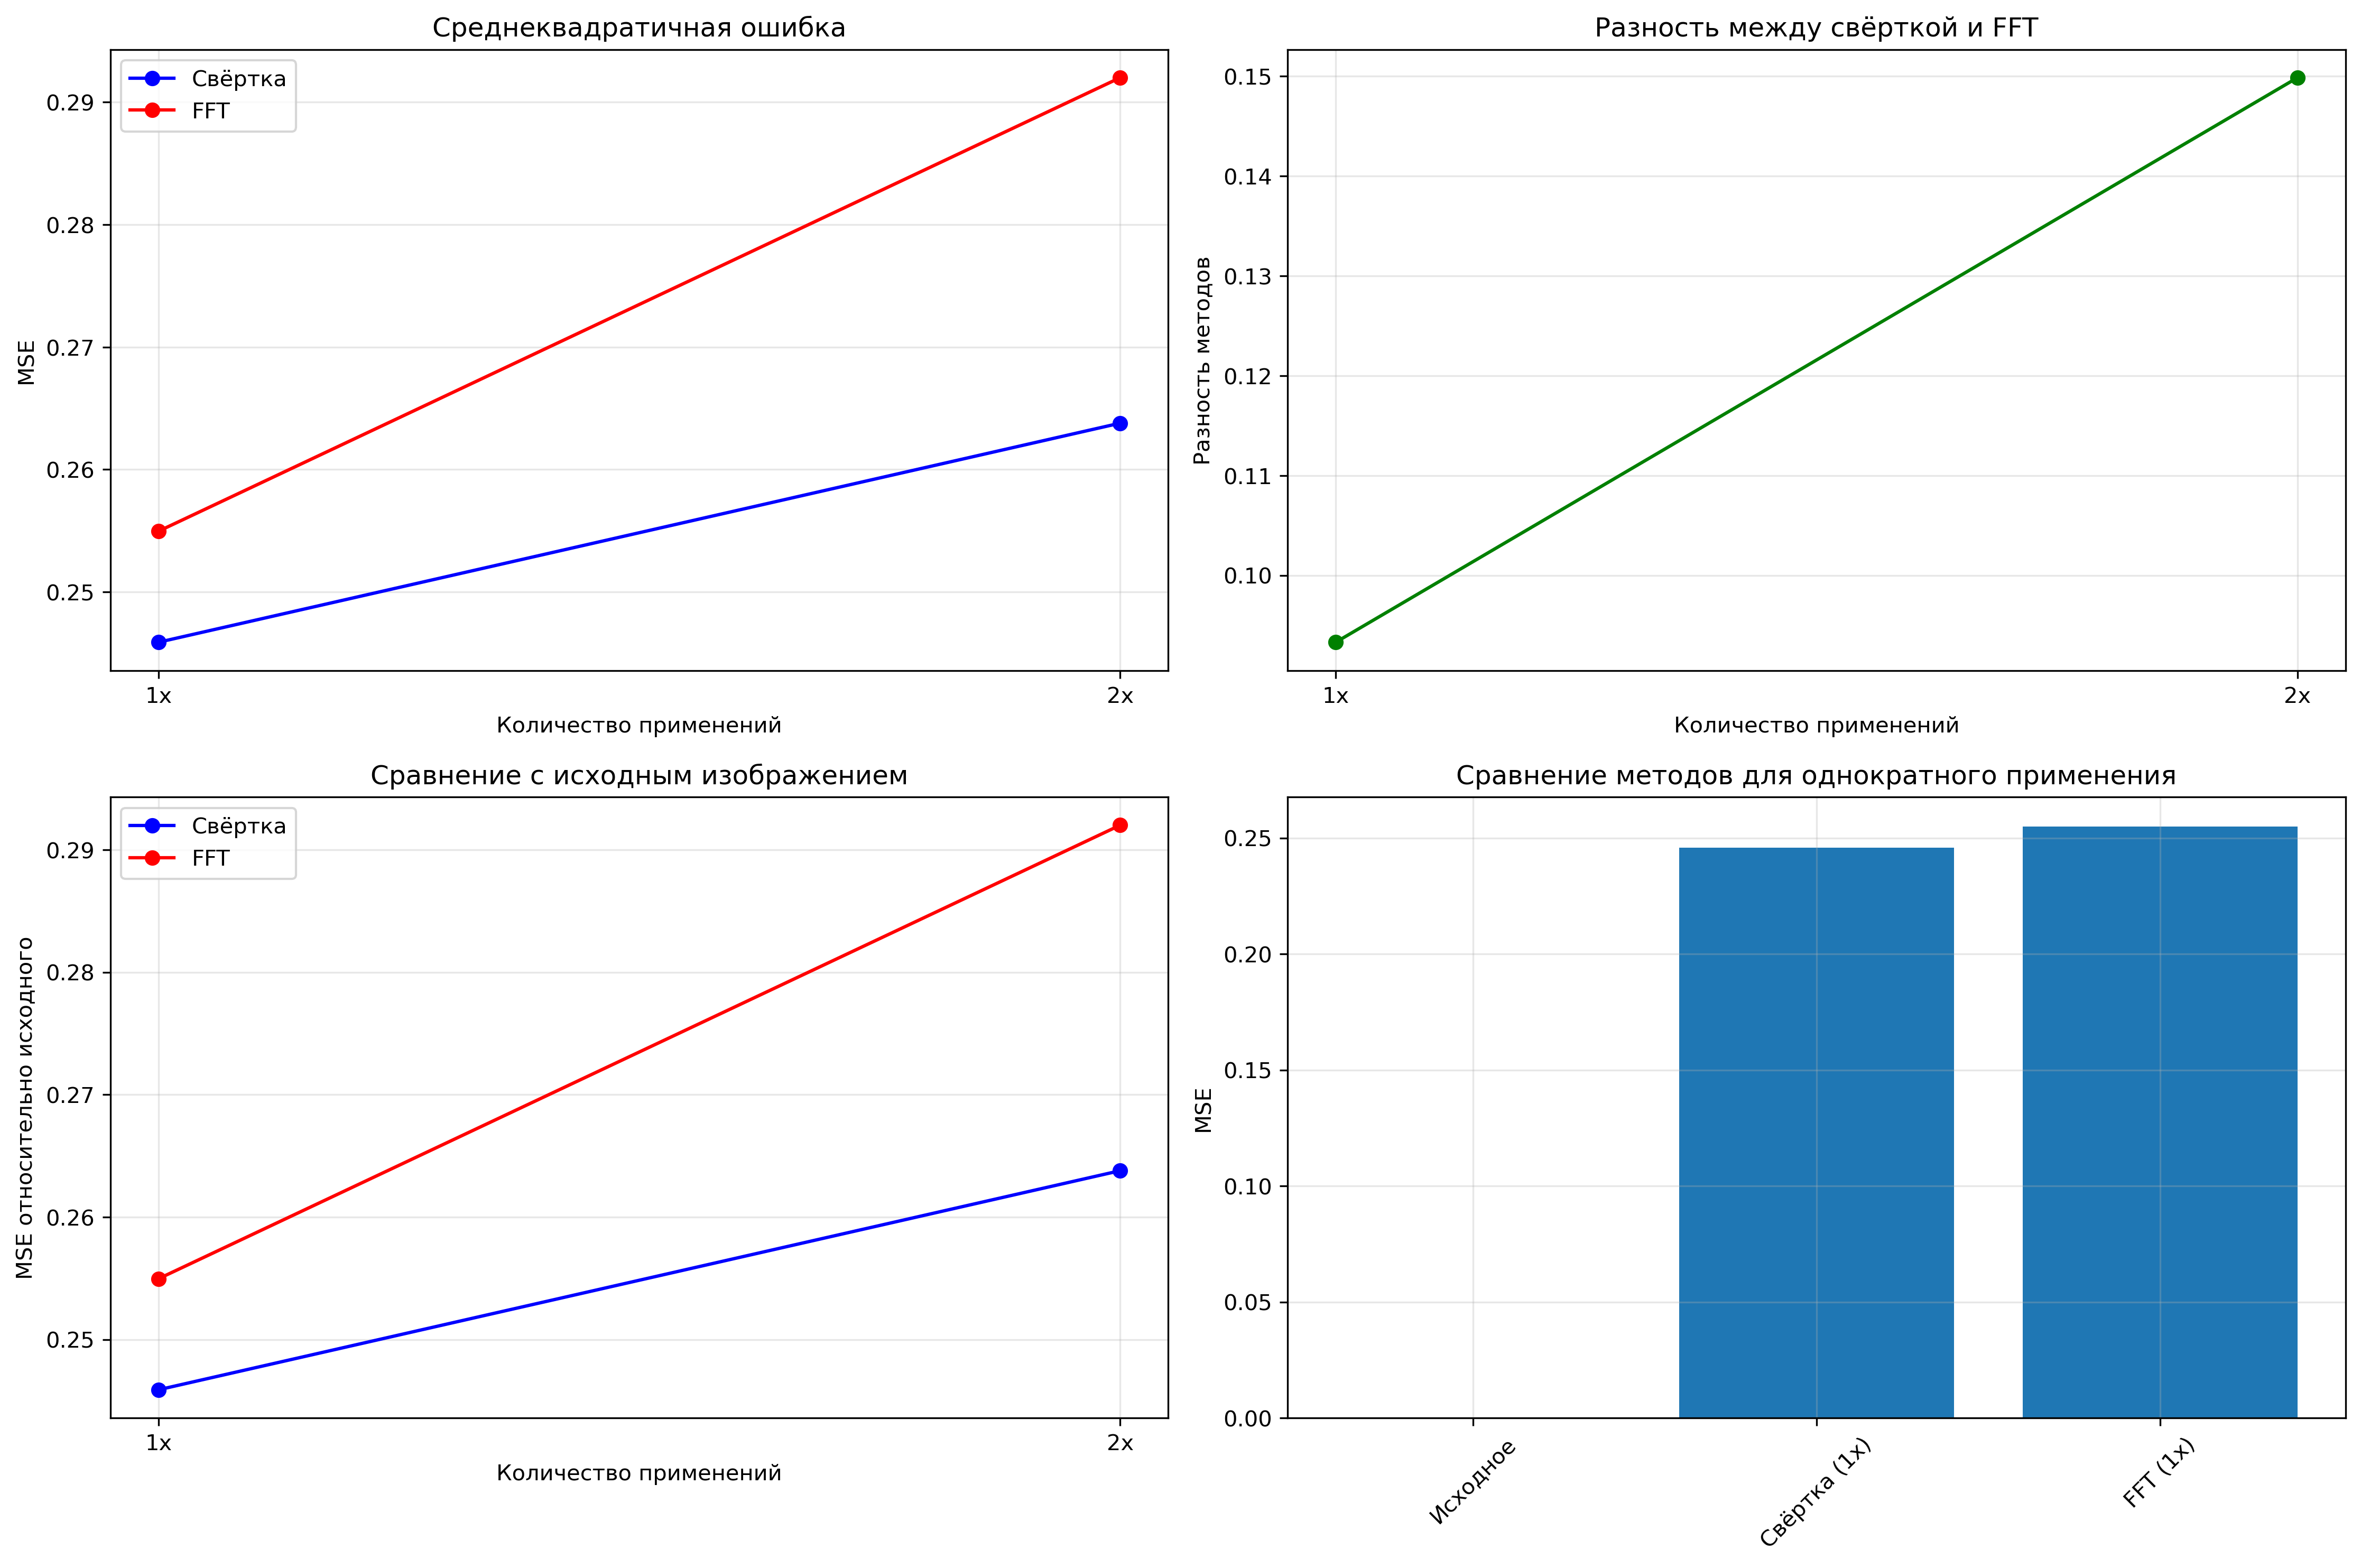 Среднеквадратичная ошибка
Свёртка
FFT
MSE
0.29
0.28
0.27
0.26
0.25
1x
2x
Количество применений
Разность между свёрткой и FFT
Разность методов
0.15
0.14
0.13
0.12
0.11
0.10
1x
2x
Количество применений
Сравнение с исходным изображением
Свёртка
FFT
MSE относительно исходного
0.29
0.28
0.27
0.26
0.25
1x
2x
Количество применений
Сравнение методов для однократного применения
MSE
0.25
0.20
0.15
0.10
0.05
0.00
Исходное
Свёртка (1x)
FFT (1x)